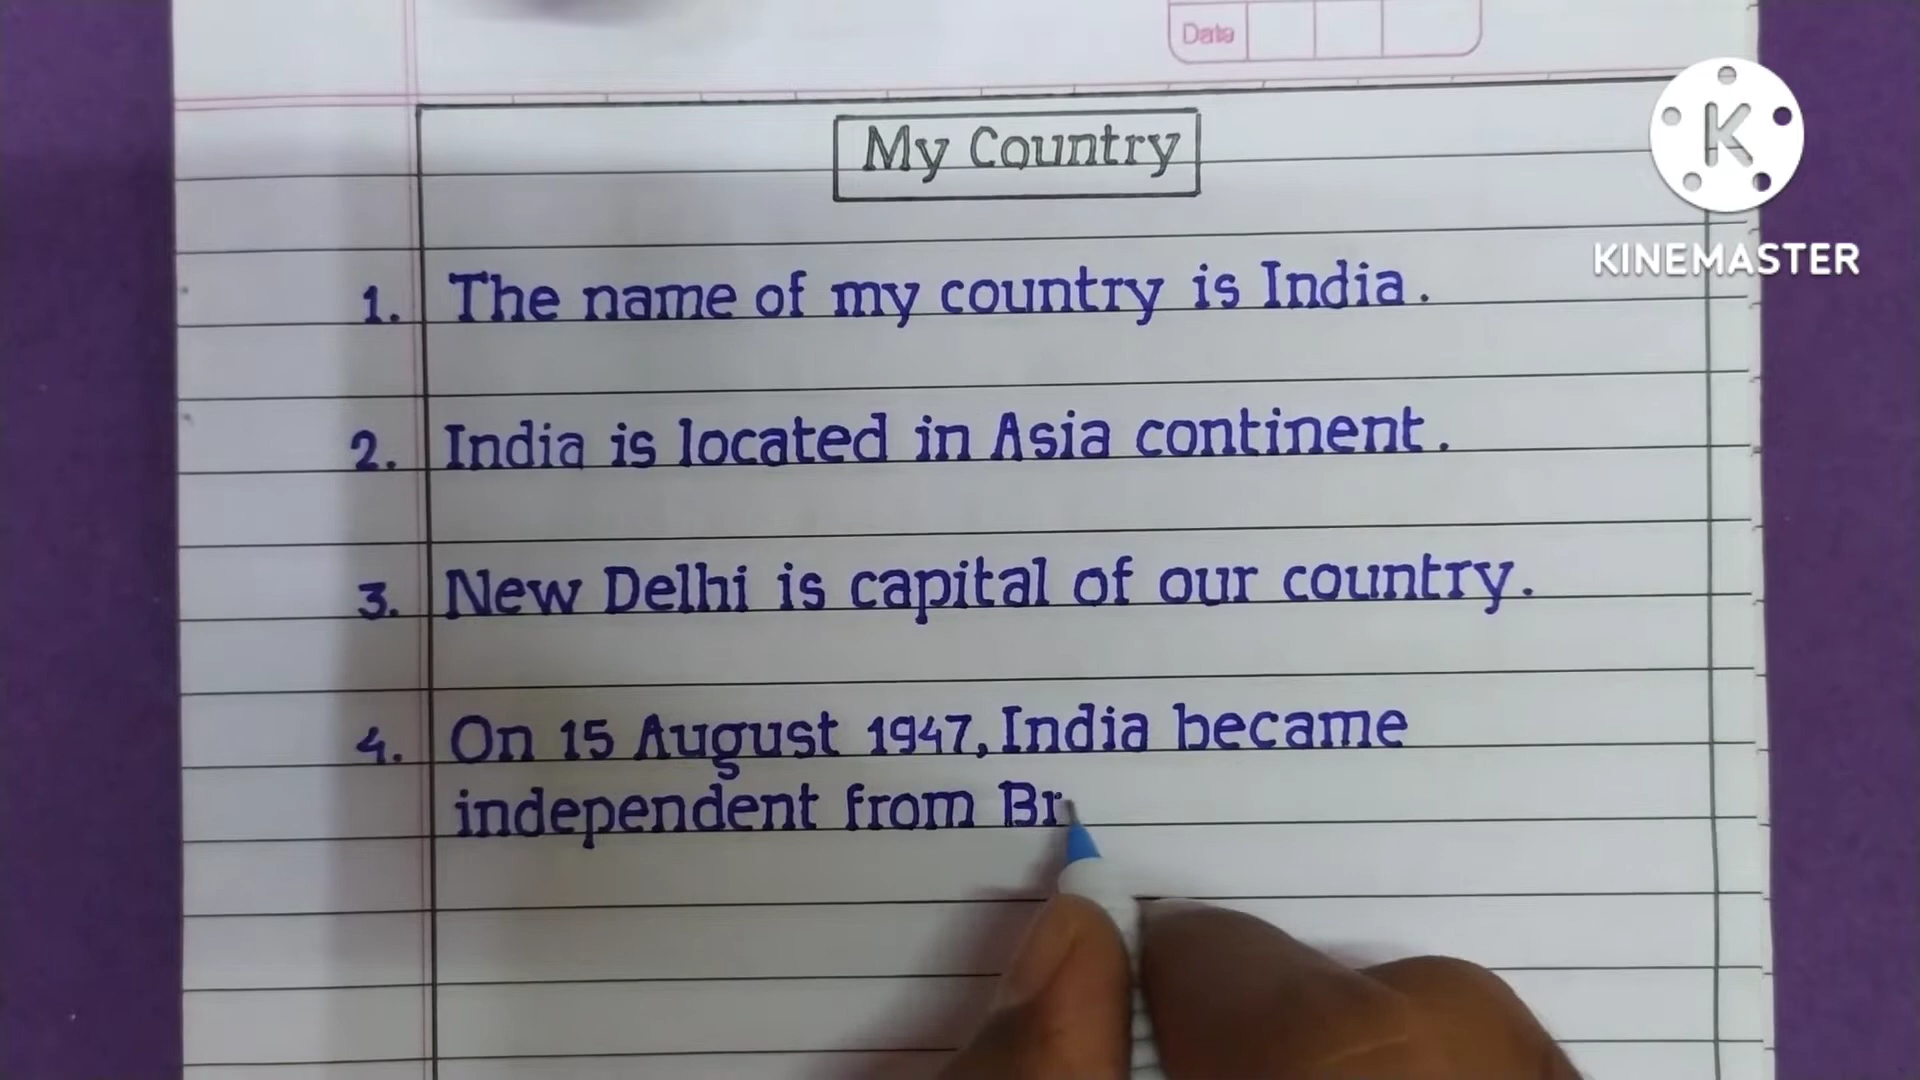 Date
My Country
K
KINEMASTER
1. The name of my country is India.
2. India is located in Asia continent.
3. New Delhi is capital of our country.
4. On 15 August 1947, India became
independent from Br